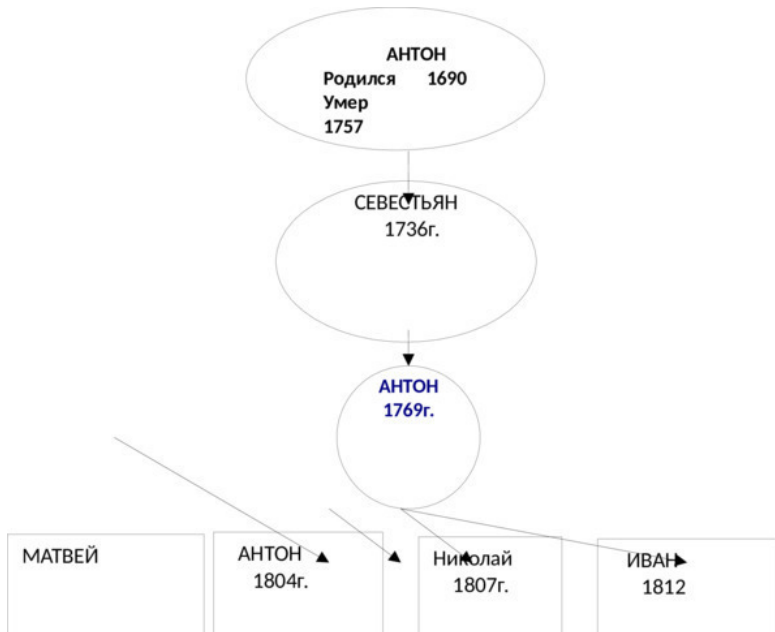 АНТОН
Родился 1690
Умер
1757
СЕВЕСТЬЯН
1736г.
АНТОН
1769г.
МАТВЕЙ
АНТОН
1804г.
Николай
1807г.
ИВАН
1812